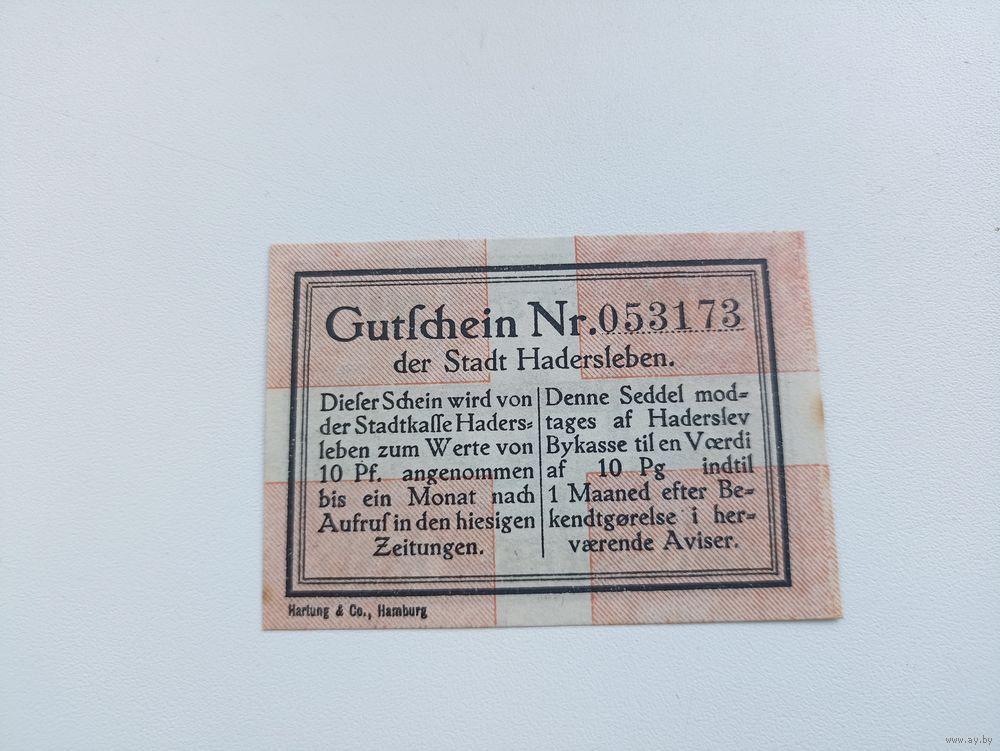 Gutſchein Nr. 053173
der Stadt Hadersleben.
Dieſer Schein wird von
der Stadtkaſſe Haders-
leben zum Werte von
10 Pf. angenommen
bis ein Monat nach
Aufruf in den hiesigen
Zeitungen.
Denne Seddel mod-
tages af Haderslev
Bykasse til en Værdi
af 10 Pg indtil
1 Maaned efter Be-
kendtgørelse i her-
værende Aviser.
Hartung & Co., Hamburg
www.ay.by